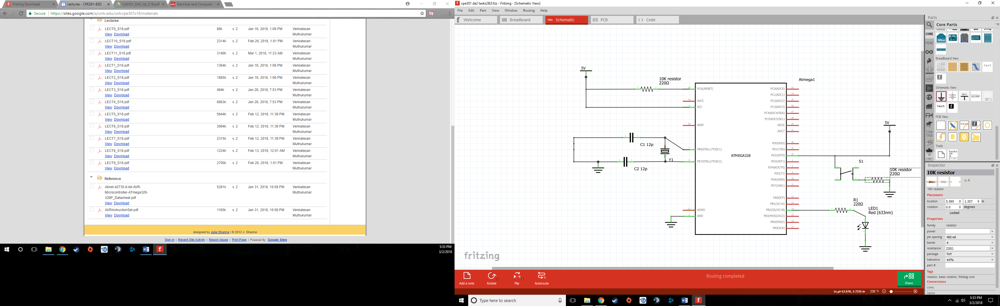 Fritzing Download
Lectures - CPE301-ESD
CpE301_DA2_Qs_S18.pdf
Electrical and Compute
Secure
https://sites.google.com/a/unlv.edu/unlvcpe301s18/materials
Lectures
LECT0_S18.pdf 88k v. 2 Jan 16, 2018, 1:06 PM Venkatesan
View Download Muthukumar
LECT10_S18.pdf 2314k v. 2 Feb 26, 2018, 1:01 PM Venkatesan
View Download Muthukumar
LECT11_S18.pdf 3140k v. 2 Mar 1, 2018, 11:23 AM Venkatesan
View Download Muthukumar
LECT1_S18.pdf 1364k v. 2 Jan 16, 2018, 1:06 PM Venkatesan
View Download Muthukumar
LECT2_S18.pdf 1685k v. 2 Jan 16, 2018, 1:06 PM Venkatesan
View Download Muthukumar
LECT3_S18.pdf 494k v. 2 Jan 28, 2018, 7:53 PM Venkatesan
View Download Muthukumar
LECT4_S18.pdf 6683k v. 2 Jan 28, 2018, 7:53 PM Venkatesan
View Download Muthukumar
LECT5_S18.pdf 5844k v. 2 Feb 12, 2018, 11:39 PM Venkatesan
View Download Muthukumar
LECT6_S18.pdf 3094k v. 2 Feb 12, 2018, 11:39 PM Venkatesan
View Download Muthukumar
LECT7_S18.pdf 2315k v. 2 Feb 12, 2018, 11:39 PM Venkatesan
View Download Muthukumar
LECT8_S18.pdf 1224k v. 2 Feb 13, 2018, 12:01 AM Venkatesan
View Download Muthukumar
LECT9_S18.pdf 2700k v. 2 Feb 26, 2018, 1:01 PM Venkatesan
View Download Muthukumar
Reference
Atmel-42735-8-bit-AVR- 5291k v. 2 Jan 31, 2018, 10:58 PM Venkatesan
Microcontroller-ATmega328- Muthukumar
328P_Datasheet.pdf
View Download
AVRInstructionSet.pdf 1165k v. 2 Jan 31, 2018, 10:58 PM Venkatesan
View Download Muthukumar
designed by Julie Sharma | © 2012 J. Sharma
Sign in | Recent Site Activity | Report Abuse | Print Page | Powered By Google Sites
5:33 PM
3/2/2018
cpe301 da2 tasks2&5.fzz - Fritzing - [Schematic View]
File Edit Part View Window Routing Help
Welcome
Breadboard
Schematic
PCB
Code
5V
10K resistor
220Ω
Atmega1
PC6(/RESET)
AVCC
VCC
AREF
PB6(XTAL1/TOSC1)
PB7(XTAL2/TOSC2)
AGND
GND
ATMEGA328
PC0(ADC0)
PC1(ADC1)
PC2(ADC2)
PC3(ADC3)
PC4(ADC4/SDA)
PC5(ADC5/SCL)
ADC6
ADC7
PD0(RXD)
PD1(TXD)
PD2(INT0)
PD3(INT1)
PD4(XCK/T0)
PD5(T1)
PD6(AIN0)
PD7(AIN1)
PB0(ICP)
PB1(OC1A)
PB2(SS/OC1B)
PB3(MOSI/OC2)
PB4(MISO)
PB5(SCK)
C1 12p
Y1
C2 12p
5V
S1
10K resistor
220Ω
R1
220Ω
LED1
Red (633nm)
fritzing
Add a note
Rotate
Flip
Autoroute
Routing completed
Share
(x,y)=(2.676, 2.723) in 238 %
Parts
Core Parts
CORE
MINE
seeed
intel
PA
CON
TRIB
XBee
Breadboard View
text
Schematic View
V++
net label
text
PCB View
text
Tools
cm
in
Inspector
10K resistor
v. 4
10K resistor
Placement
location 5.595 1.357 in
rotation 0.0 degrees
Locked
Properties
family resistor
power
pin spacing 400 mil
bands 4
resistance 220Ω
package THT
tolerance ±5%
part #
Tags
resistor, basic resistor, fritzing core
Connections
conn.
name
Type here to search
5:33 PM
3/2/2018